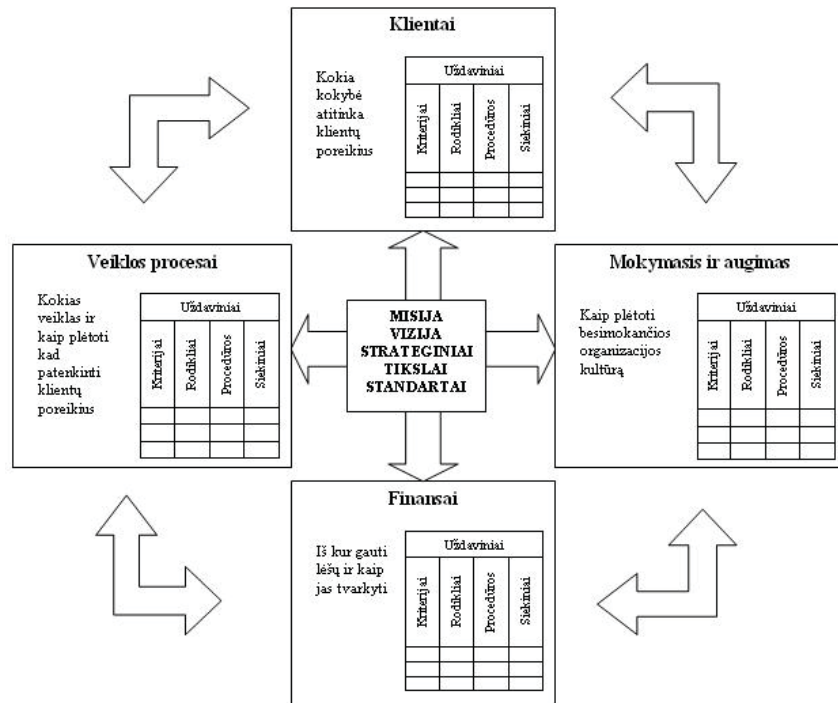 Klientai
Kokia
kokybė
atitinka
klientų
poreikius
Uždaviniai
Kriterijai
Rodikliai
Procedūros
Siekiniai
Veiklos procesai
Kokias
veiklas ir
kaip plėtoti
kad
patenkinti
klientų
poreikius
Uždaviniai
Kriterijai
Rodikliai
Procedūros
Siekiniai
MISIJA
VIZIJA
STRATEGINIAI
TIKSLAI
STANDARTAI
Mokymasis ir augimas
Kaip plėtoti
besimokančios
organizacijos
kultūrą
Uždaviniai
Kriterijai
Rodikliai
Procedūros
Siekiniai
Finansai
Iš kur gauti
lėšų ir kaip
jas tvarkyti
Uždaviniai
Kriterijai
Rodikliai
Procedūros
Siekiniai